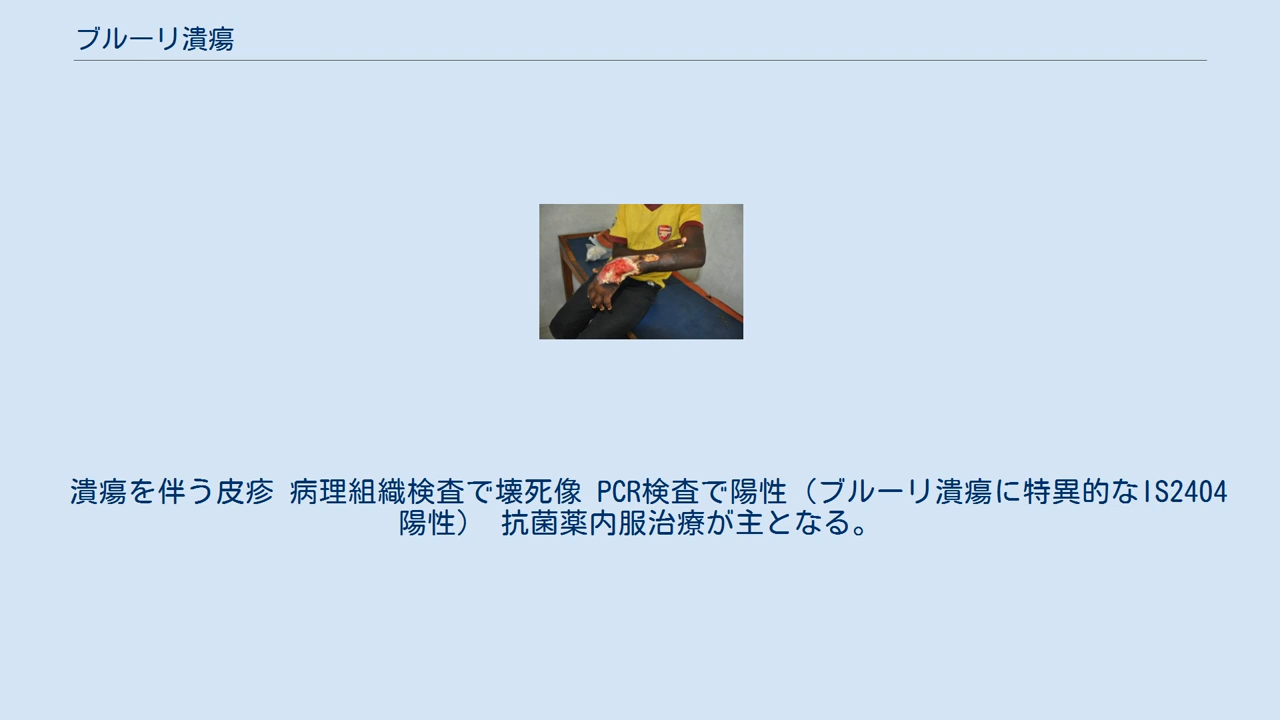 ブルーリ潰瘍
潰瘍を伴う皮疹 病理組織検査で壊死像 PCR検査で陽性（ブルーリ潰瘍に特異的なIS2404
陽性） 抗菌薬内服治療が主となる。